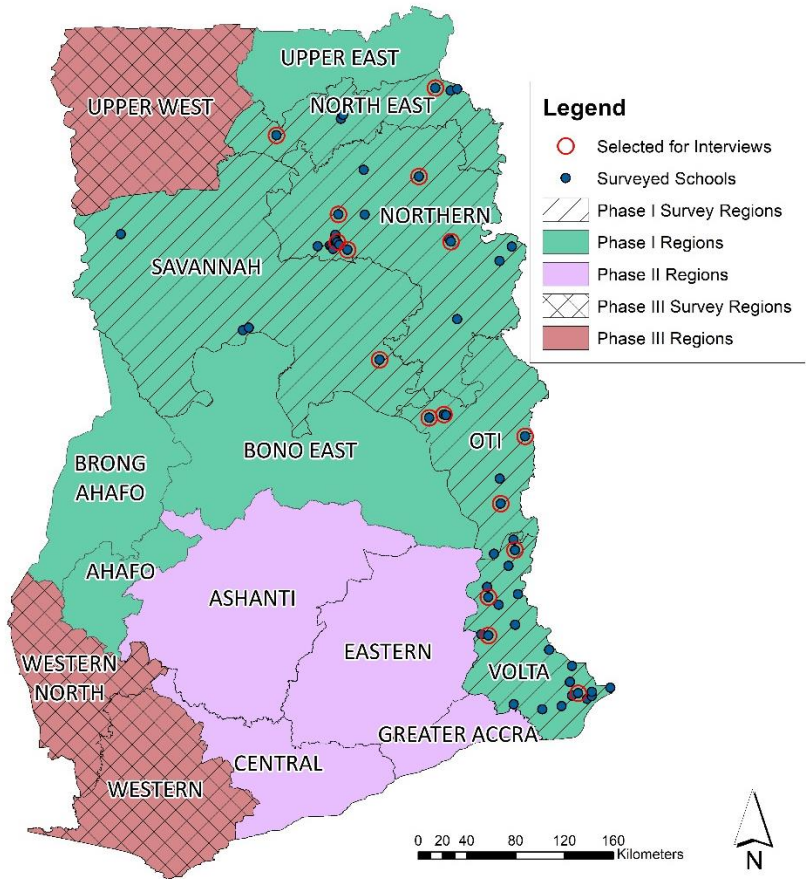 UPPER EAST
UPPER WEST
NORTH EAST
NORTHERN
SAVANNAH
OTI
BONO EAST
BRONG
AHAFO
AHAFO
ASHANTI
EASTERN
WESTERN
NORTH
VOLTA
GREATER ACCRA
CENTRAL
WESTERN
Legend
Selected for Interviews
Surveyed Schools
Phase I Survey Regions
Phase I Regions
Phase II Regions
Phase III Survey Regions
Phase III Regions
0 20 40 80 120 160
Kilometers
N